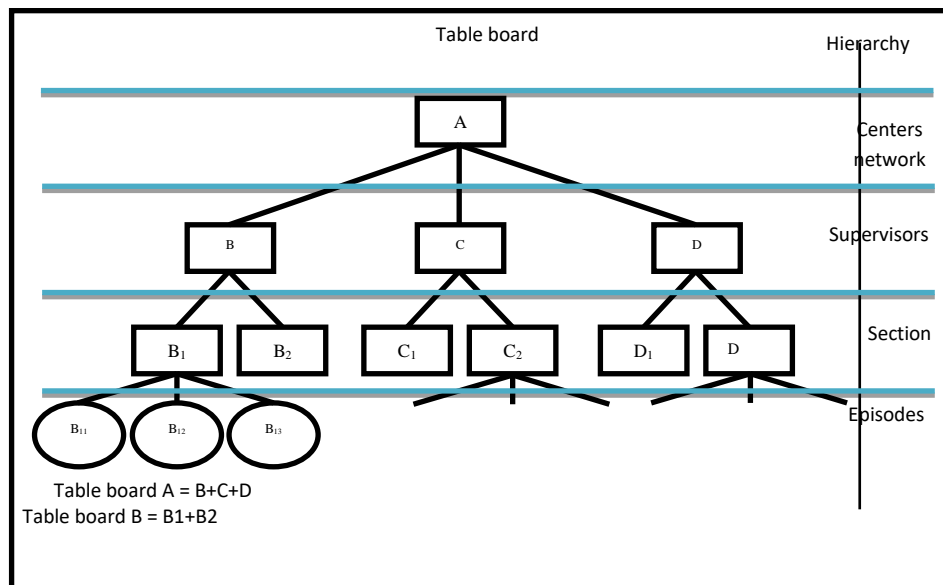 Table board
Hierarchy
A
Centers
network
B
C
D
Supervisors
B₁
B₂
C₁
C₂
D₁
D
Section
Episodes
B₁₁
B₁₂
B₁₃
Table board A = B+C+D
Table board B = B1+B2